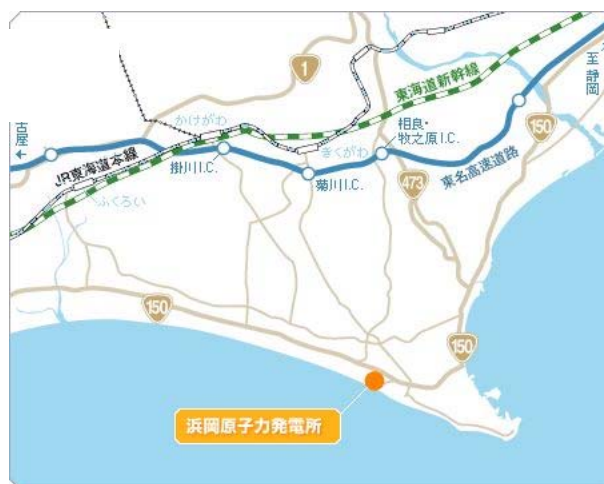 1
東海道新幹線
至静岡
かけがわ
相良・
牧之原I.C.
150
古屋←
きくがわ
JR東海道本線
掛川I.C.
菊川I.C.
473
東名高速道路
ふくろい
150
150
浜岡原子力発電所